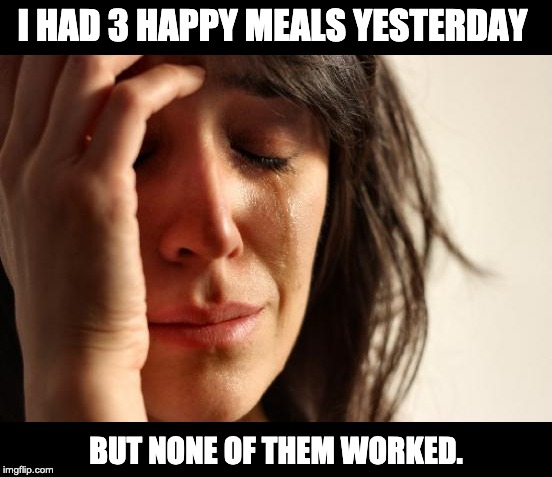 I HAD 3 HAPPY MEALS YESTERDAY
BUT NONE OF THEM WORKED.
imgflip.com